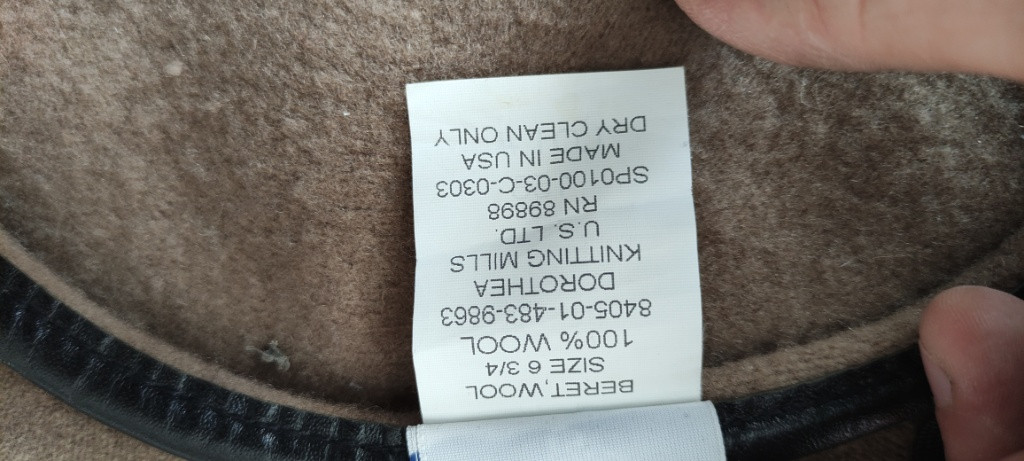 BERET,WOOL
SIZE 6 3/4
100% WOOL
8405-01-483-9863
DOROTHEA
KNITTING MILLS
U.S. LTD.
RN 89898
SP0100-03-C-0303
MADE IN USA
DRY CLEAN ONLY